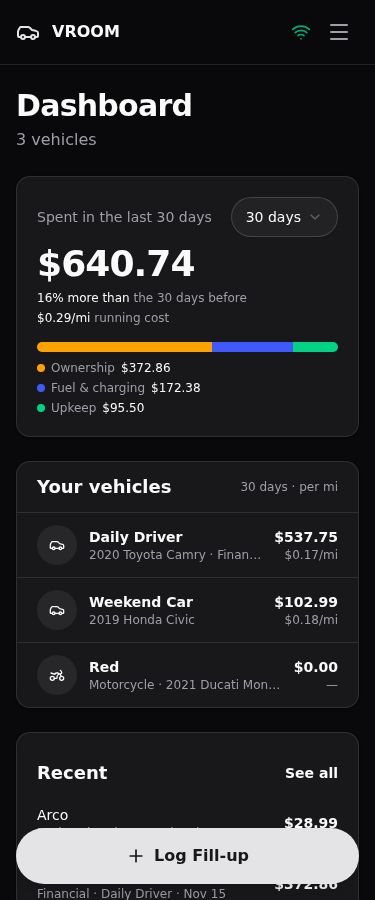 VROOM
Dashboard
3 vehicles
Spent in the last 30 days
30 days
$640.74
16% more than the 30 days before
$0.29/mi running cost
Ownership $372.86
Fuel & charging $172.38
Upkeep $95.50
Your vehicles
30 days · per mi
Daily Driver
$537.75
2020 Toyota Camry · Finan…
$0.17/mi
Weekend Car
$102.99
2019 Honda Civic
$0.18/mi
Red
$0.00
Motorcycle · 2021 Ducati Mon…
—
Recent
See all
Arco
$28.99
Log Fill-up
$372.86
Financial · Daily Driver · Nov 15